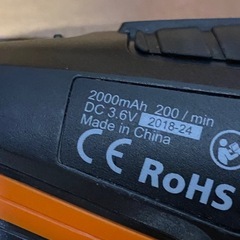 2000mAh 200/min
DC 3.6V 2018-24
Made in China
CE RoHS